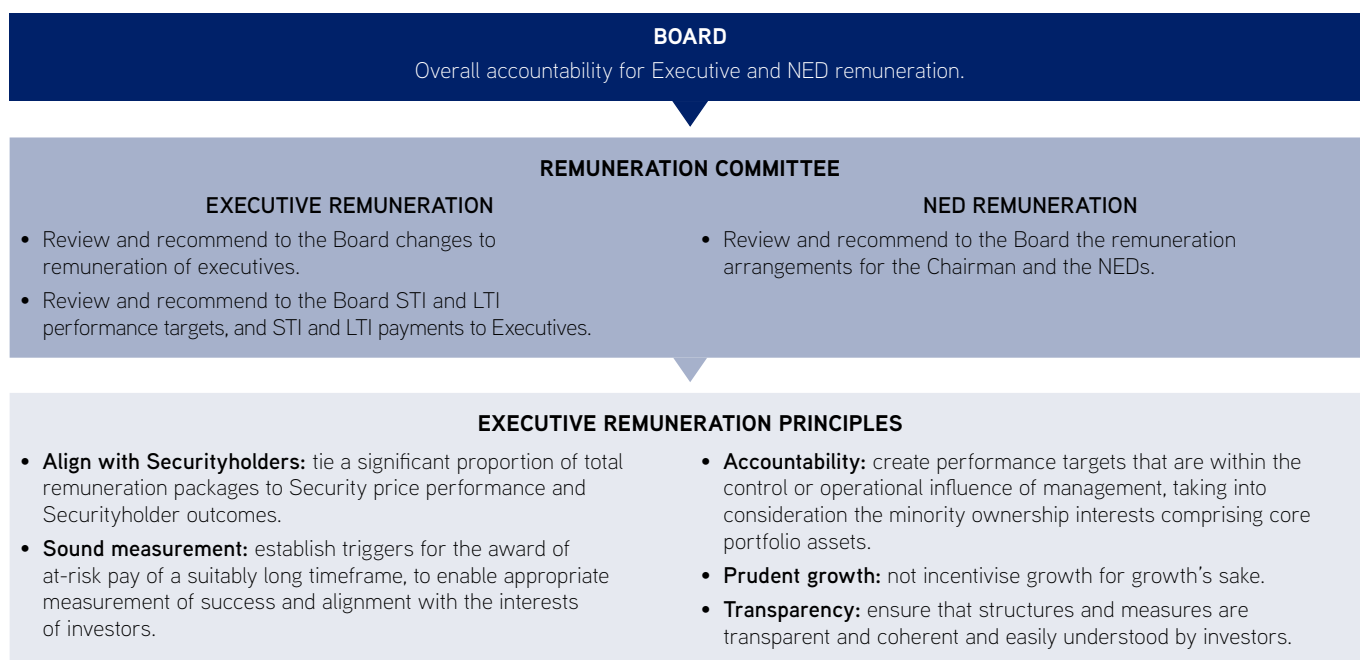 BOARD
Overall accountability for Executive and NED remuneration.
REMUNERATION COMMITTEE
EXECUTIVE REMUNERATION
• Review and recommend to the Board changes to
remuneration of executives.
• Review and recommend to the Board STI and LTI
performance targets, and STI and LTI payments to Executives.
NED REMUNERATION
• Review and recommend to the Board the remuneration
arrangements for the Chairman and the NEDs.
EXECUTIVE REMUNERATION PRINCIPLES
• Align with Securityholders: tie a significant proportion of total
remuneration packages to Security price performance and
Securityholder outcomes.
• Sound measurement: establish triggers for the award of
at-risk pay of a suitably long timeframe, to enable appropriate
measurement of success and alignment with the interests
of investors.
• Accountability: create performance targets that are within the
control or operational influence of management, taking into
consideration the minority ownership interests comprising core
portfolio assets.
• Prudent growth: not incentivise growth for growth's sake.
• Transparency: ensure that structures and measures are
transparent and coherent and easily understood by investors.